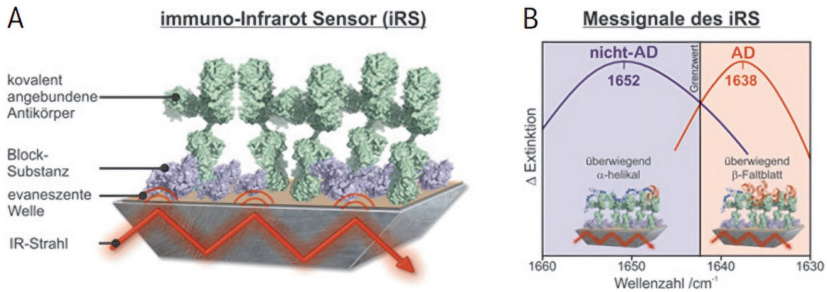 A
immuno-Infrarot Sensor (iRS)
kovalent
angebundene
Antikörper
Block-
Substanz
evaneszente
Welle
IR-Strahl
B
Messignale des iRS
nicht-AD
1652
Grenzwert
AD
1638
Δ Extinktion
überwiegend
α-helikal
überwiegend
β-Faltblatt
1660
1650
1640
1630
Wellenzahl /cm⁻¹